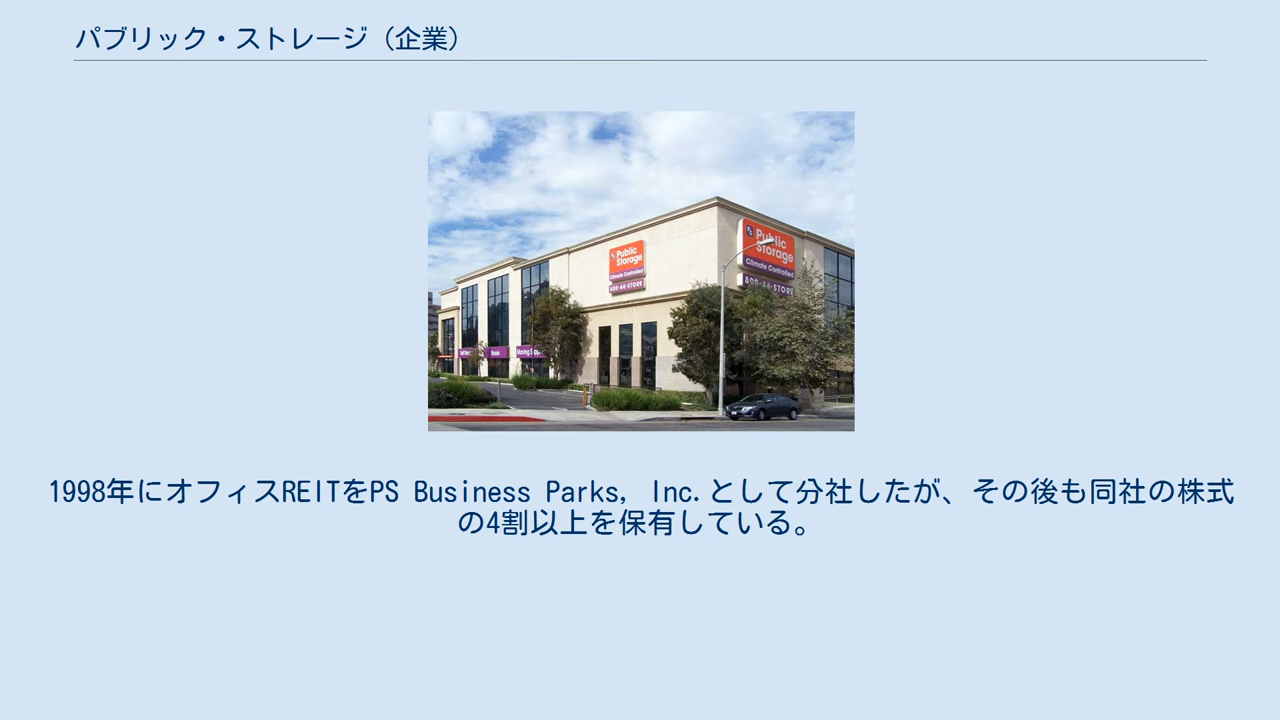 パブリック・ストレージ（企業）
Public
Storage
Climate Controlled
800-44-STORE
Public
Storage
Climate Controlled
800-44-STORE
Boxes
1998年にオフィスREITをPS Business Parks, Inc.として分社したが、その後も同社の株式
の4割以上を保有している。